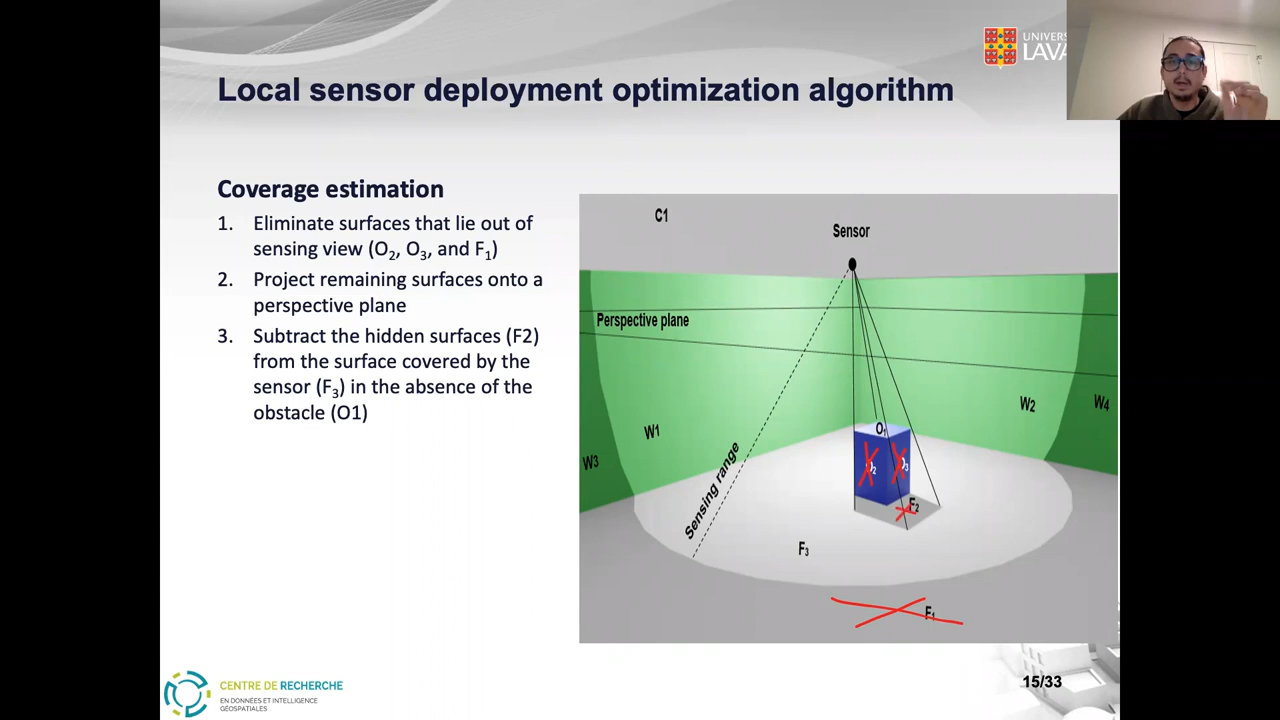 UNIVERS
LAVA
Local sensor deployment optimization algorithm
Coverage estimation
1. Eliminate surfaces that lie out of
sensing view (O2, O3, and F1)
2. Project remaining surfaces onto a
perspective plane
3. Subtract the hidden surfaces (F2)
from the surface covered by the
sensor (F3) in the absence of the
obstacle (O1)
C1
Sensor
Perspective plane
W1
W2
W3
W4
Sensing range
O1
O2
O3
F2
F3
F1
CENTRE DE RECHERCHE
EN DONNÉES ET INTELLIGENCE
GÉOSPATIALES
15/33